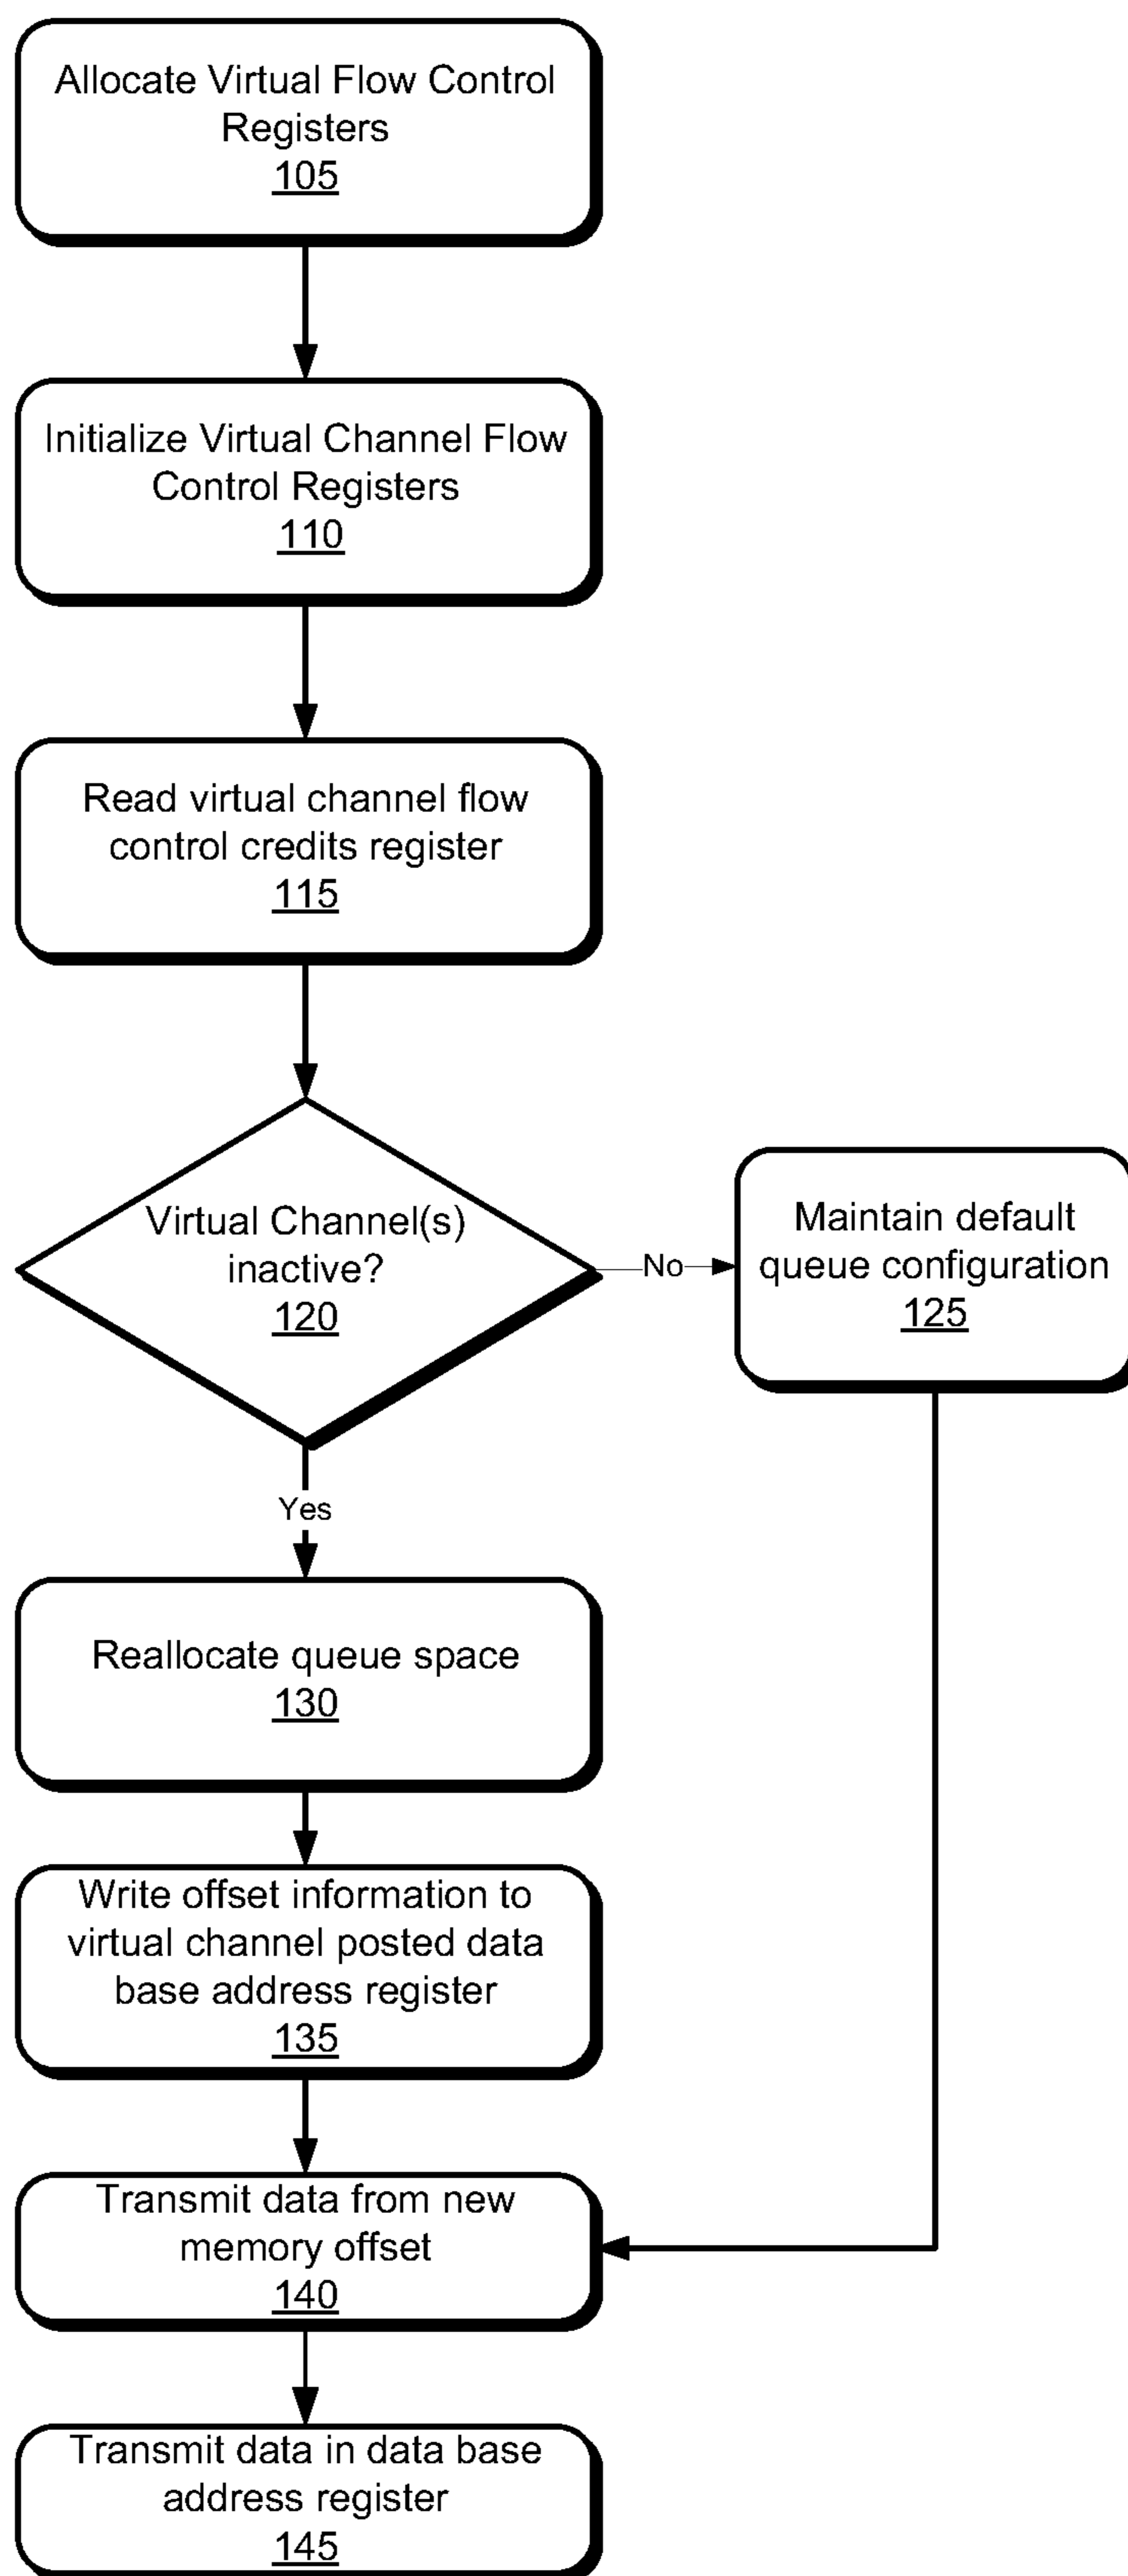 Allocate Virtual Flow Control
Registers
105
Initialize Virtual Channel Flow
Control Registers
110
Read virtual channel flow
control credits register
115
Virtual Channel(s)
inactive?
120
No
Maintain default
queue configuration
125
Yes
Reallocate queue space
130
Write offset information to
virtual channel posted data
base address register
135
Transmit data from new
memory offset
140
Transmit data in data base
address register
145